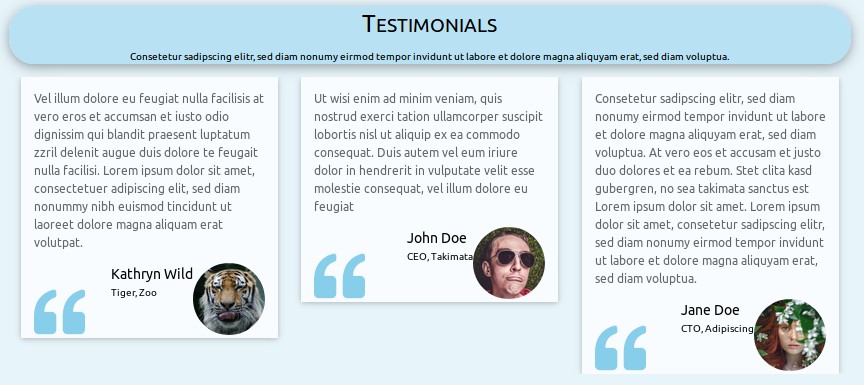 Testimonials
Consetetur sadipscing elitr, sed diam nonumy eirmod tempor invidunt ut labore et dolore magna aliquyam erat, sed diam voluptua.
Vel illum dolore eu feugiat nulla facilisis at
vero eros et accumsan et iusto odio
dignissim qui blandit praesent luptatum
zzril delenit augue duis dolore te feugait
nulla facilisi. Lorem ipsum dolor sit amet,
consectetuer adipiscing elit, sed diam
nonummy nibh euismod tincidunt ut
laoreet dolore magna aliquam erat
volutpat.
Kathryn Wild
Tiger, Zoo
Ut wisi enim ad minim veniam, quis
nostrud exerci tation ullamcorper suscipit
lobortis nisl ut aliquip ex ea commodo
consequat. Duis autem vel eum iriure
dolor in hendrerit in vulputate velit esse
molestie consequat, vel illum dolore eu
feugiat
John Doe
CEO, Takimata
Consetetur sadipscing elitr, sed diam
nonumy eirmod tempor invidunt ut labore
et dolore magna aliquyam erat, sed diam
voluptua. At vero eos et accusam et justo
duo dolores et ea rebum. Stet clita kasd
gubergren, no sea takimata sanctus est
Lorem ipsum dolor sit amet. Lorem ipsum
dolor sit amet, consetetur sadipscing elitr,
sed diam nonumy eirmod tempor invidunt
ut labore et dolore magna aliquyam erat,
sed diam voluptua.
Jane Doe
CTO, Adipiscing